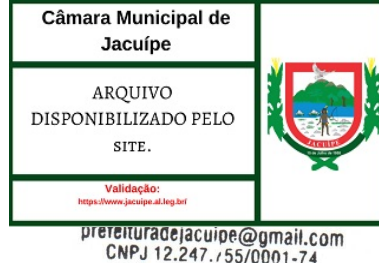 Câmara Municipal de
Jacuípe
ARQUIVO
DISPONIBILIZADO PELO
SITE.
Validação:
https://www.jacuipe.al.leg.br/
JACUÍPE
prefeituradejacuipe@gmail.com
CNPJ 12.247.755/0001-74